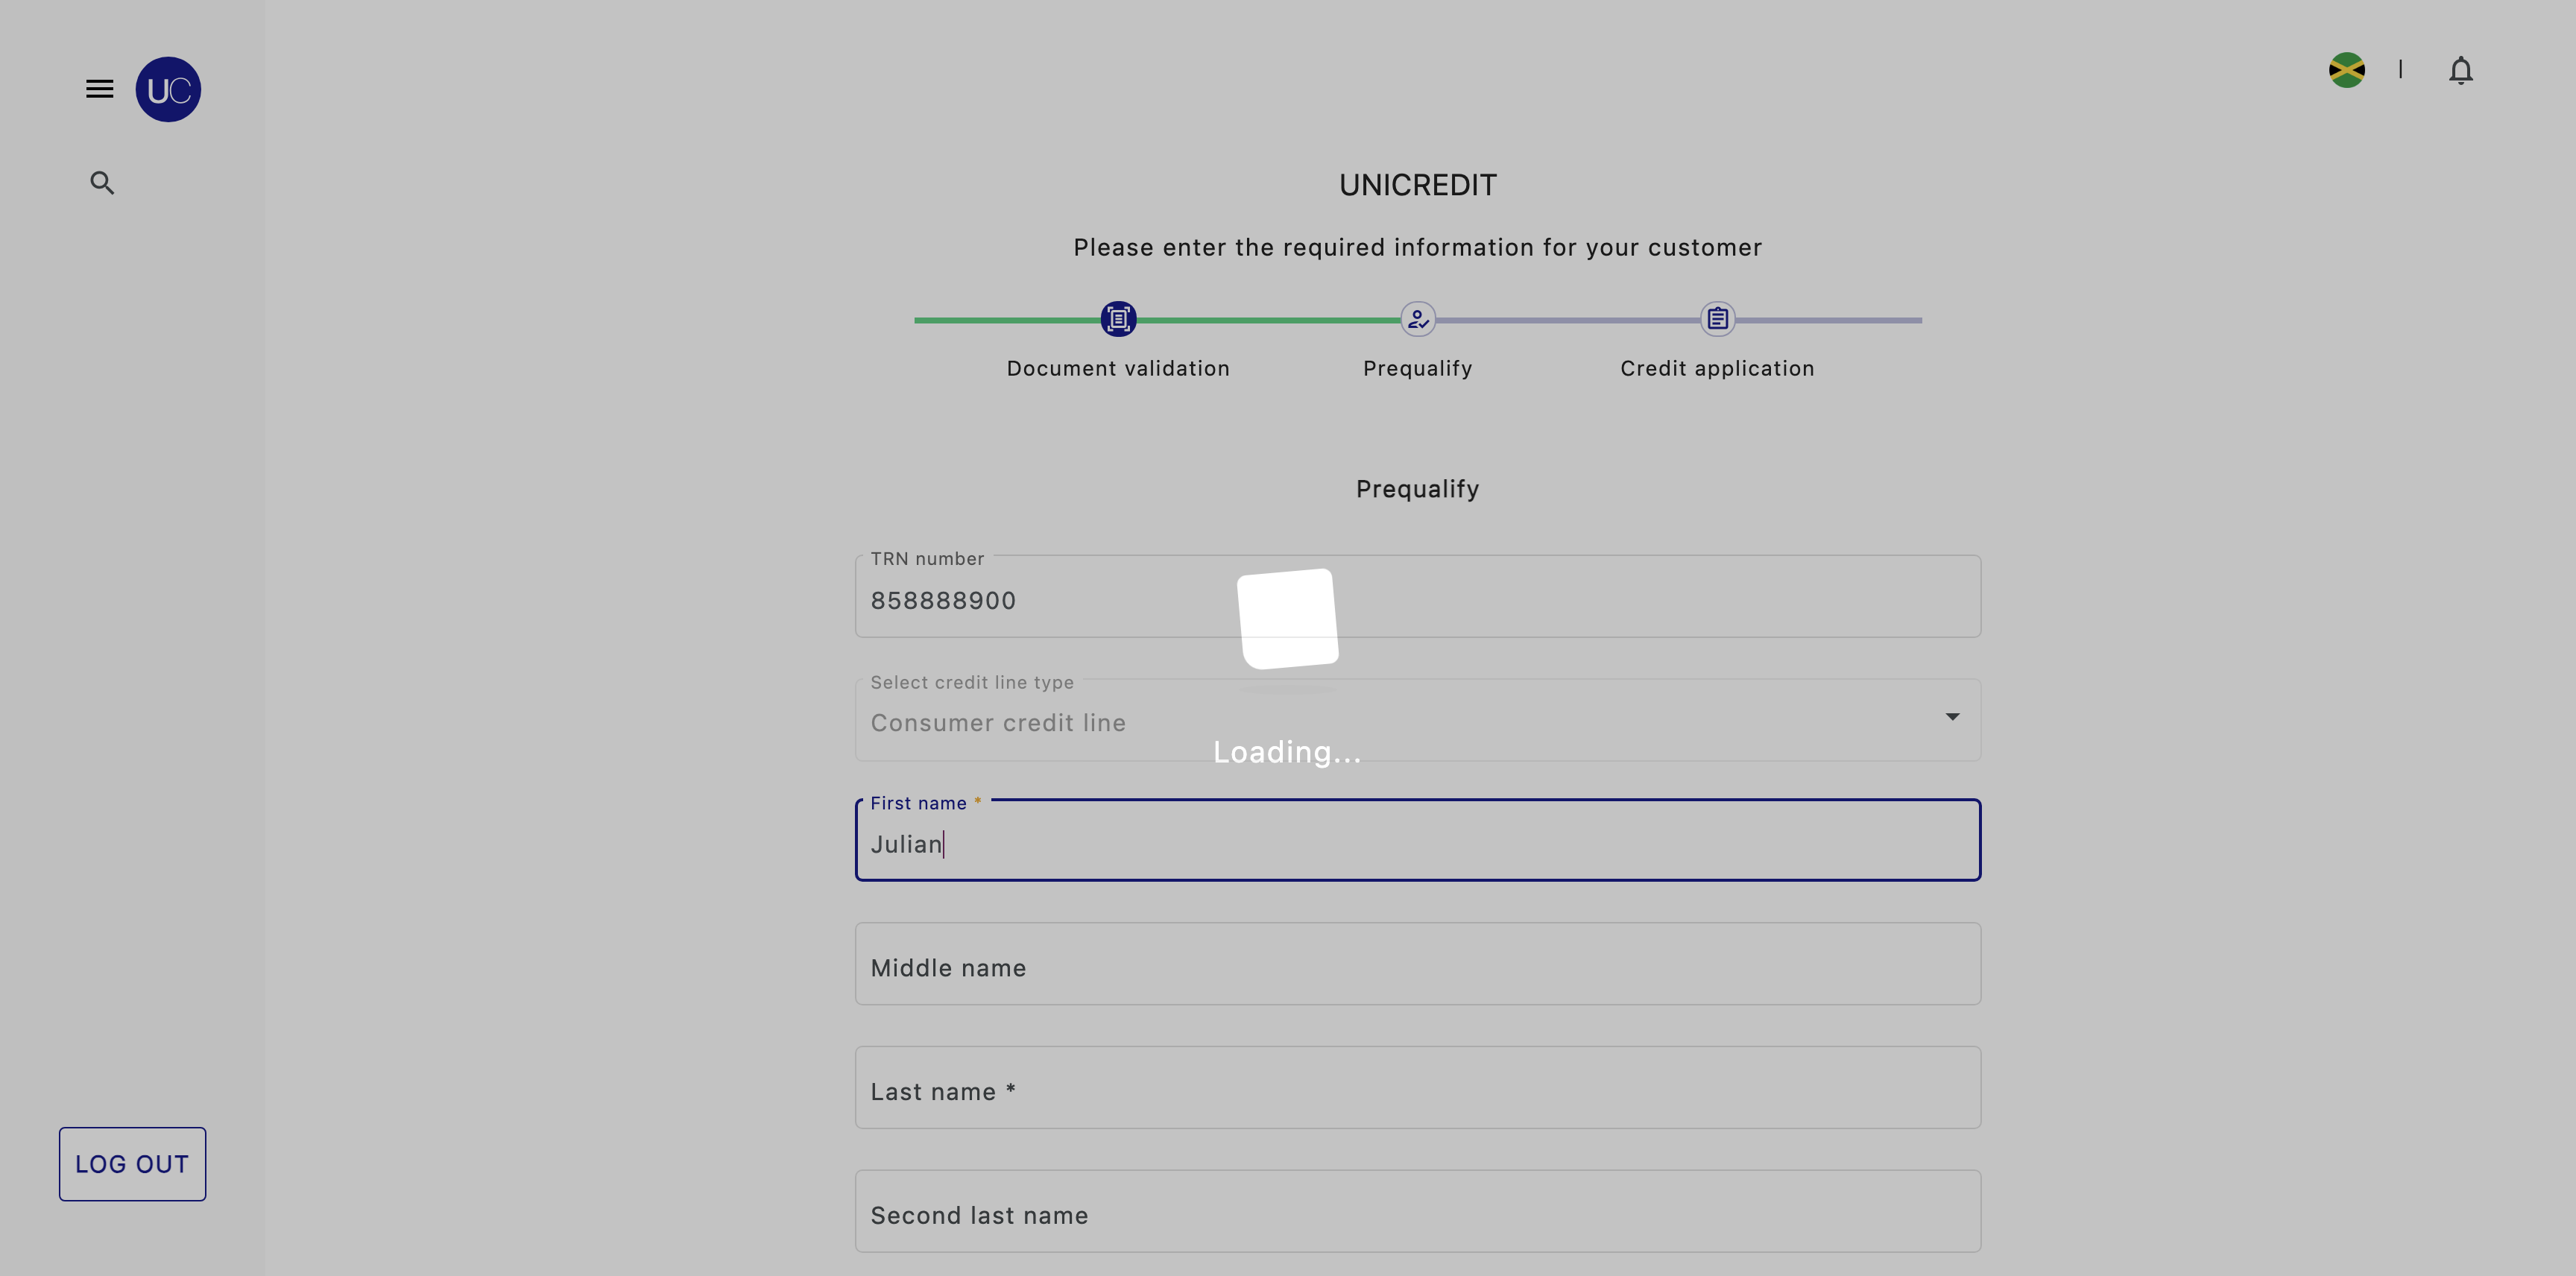 UC
UNICREDIT
Please enter the required information for your customer
Document validation
Prequalify
Credit application
Prequalify
TRN number
858888900
Select credit line type
Consumer credit line
Loading...
First name *
Julian
Middle name
Last name *
Second last name
LOG OUT